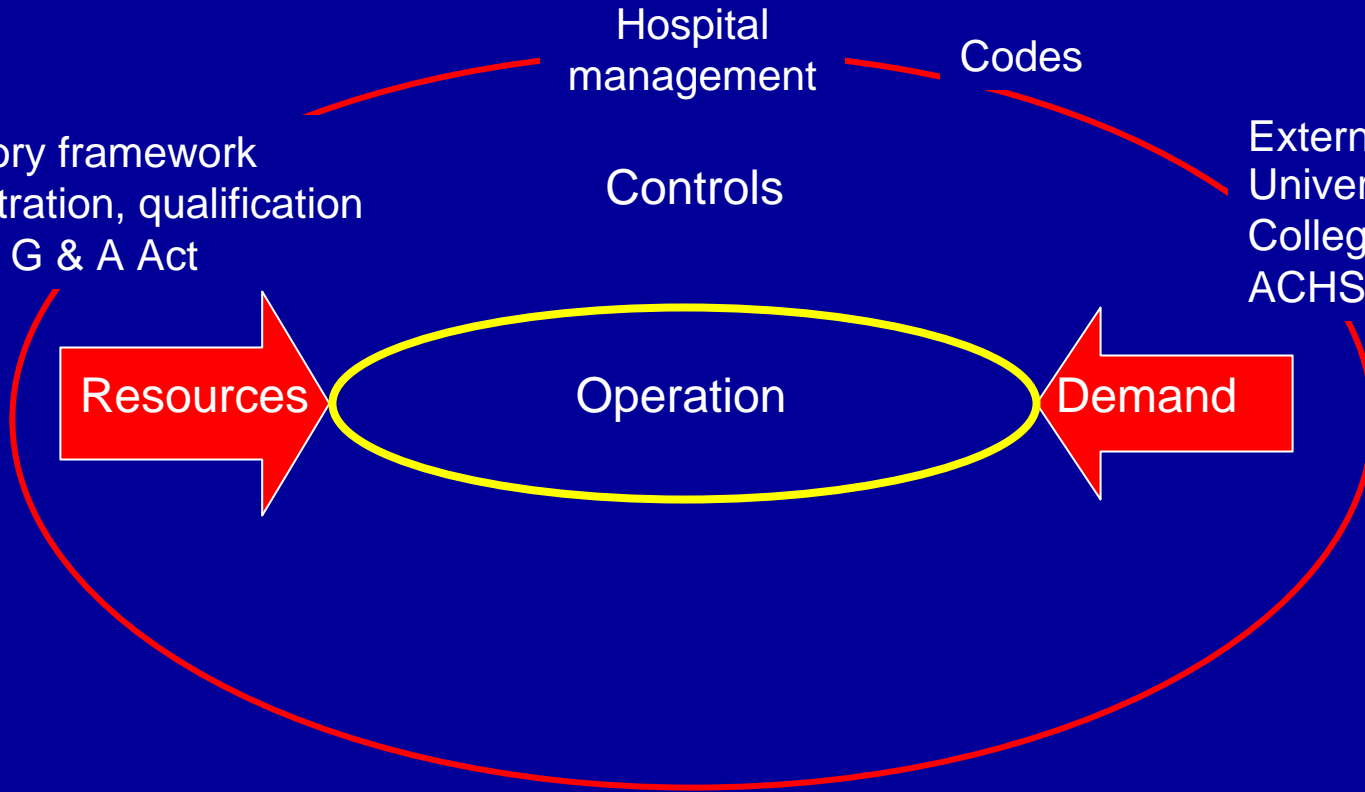 Hospital
management
Codes
ory framework
tration, qualification
G & A Act
Controls
Extern
Univer
Colleg
ACHS
Resources
Operation
Demand